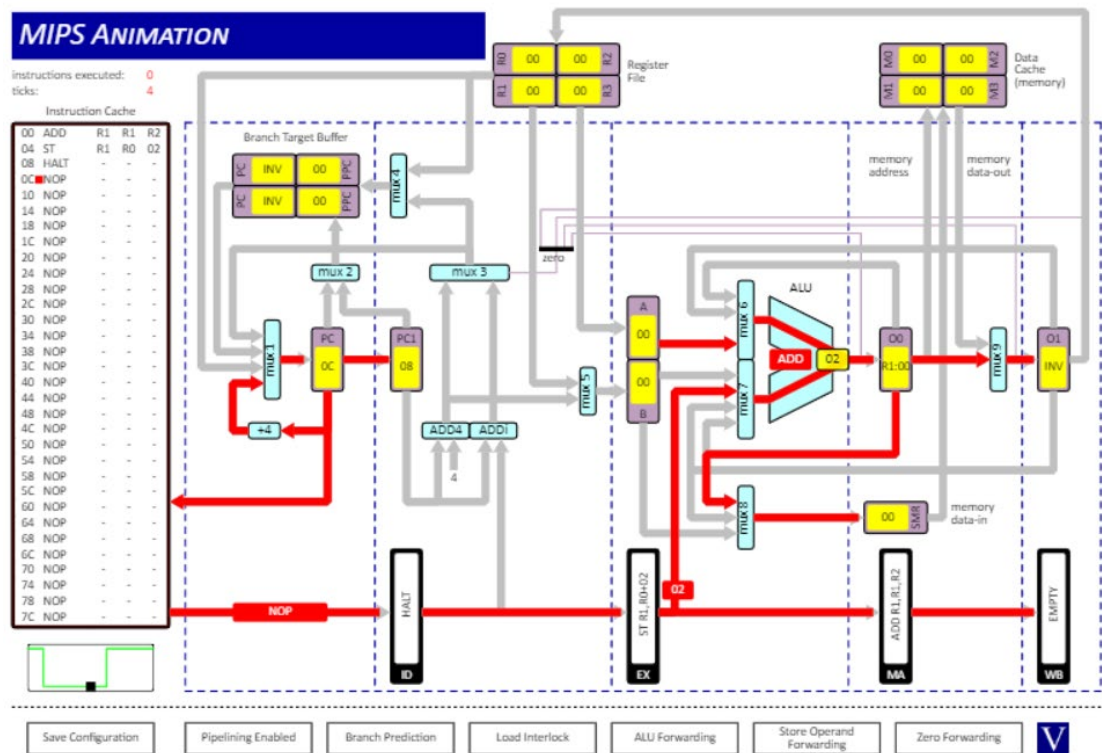 MIPS ANIMATION
instructions executed: 0
ticks: 4
Instruction Cache
00 ADD R1 R1 R2
04 ST R1 R0 02
08 HALT
0C NOP - - -
10 NOP - - -
14 NOP - - -
18 NOP - - -
1C NOP - - -
20 NOP - - -
24 NOP - - -
28 NOP - - -
2C NOP - - -
30 NOP - - -
34 NOP - - -
38 NOP - - -
3C NOP - - -
40 NOP - - -
44 NOP - - -
48 NOP - - -
4C NOP - - -
50 NOP - - -
54 NOP - - -
58 NOP - - -
5C NOP - - -
60 NOP - - -
64 NOP - - -
68 NOP - - -
6C NOP - - -
70 NOP - - -
74 NOP - - -
78 NOP - - -
7C NOP - - -
R0 00 00 R2
R1 00 00 R3
Register
File
M0 00 00 M2
M1 00 00 M3
Data
Cache
(memory)
Branch Target Buffer
PC INV 00 PPC
PC INV 00 PPC
mux 4
memory
address
memory
data-out
zero
mux 2
mux 3
mux 1
PC
0C
PC1
08
+4
ADD4
ADDi
4
mux 5
A
00
00
B
mux 6
mux 7
ALU
ADD
02
O0
R1:00
mux 9
O1
INV
mux 8
00 SMR
memory
data-in
NOP
HALT
ID
ST R1,R0+02
EX
02
ADD R1,R1,R2
MA
EMPTY
WB
Save Configuration
Pipelining Enabled
Branch Prediction
Load Interlock
ALU Forwarding
Store Operand
Forwarding
Zero Forwarding
V